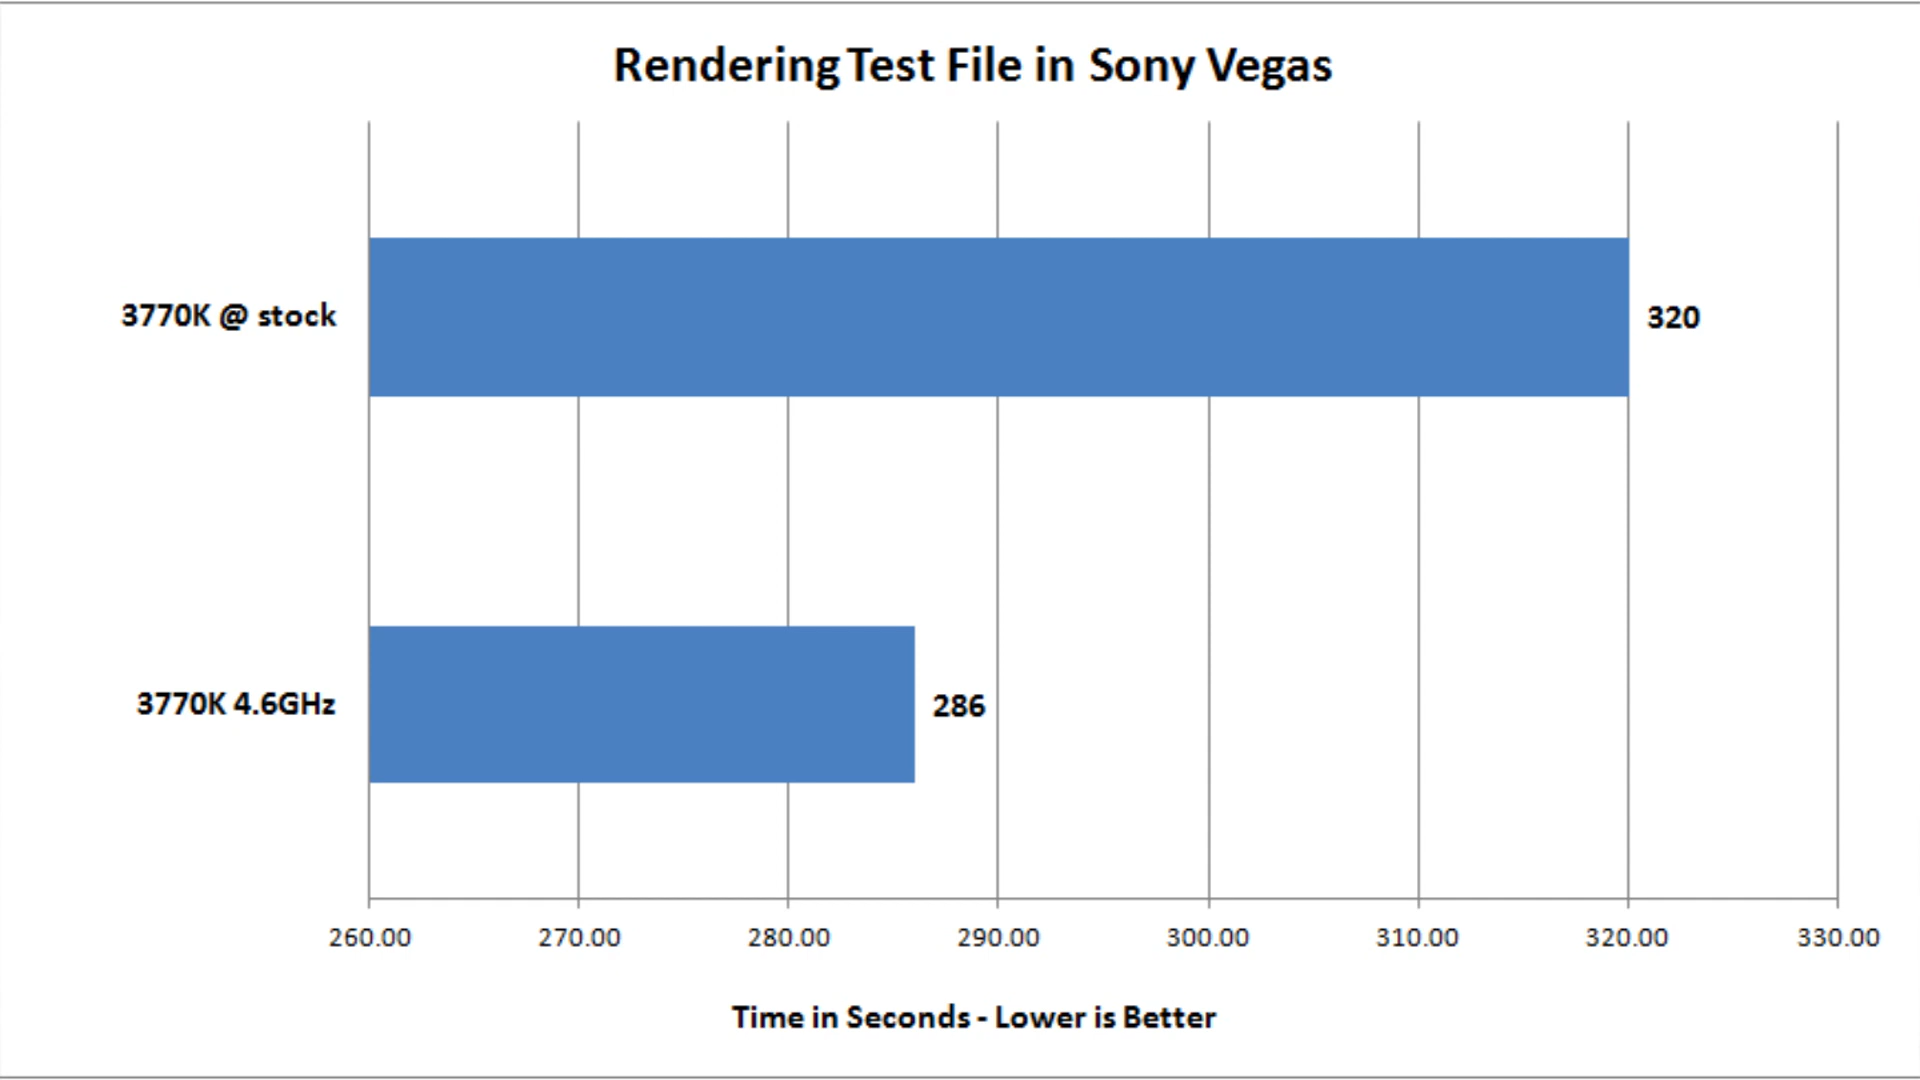 Rendering Test File in Sony Vegas
3770K @ stock
320
3770K 4.6GHz
286
260.00 270.00 280.00 290.00 300.00 310.00 320.00 330.00
Time in Seconds - Lower is Better